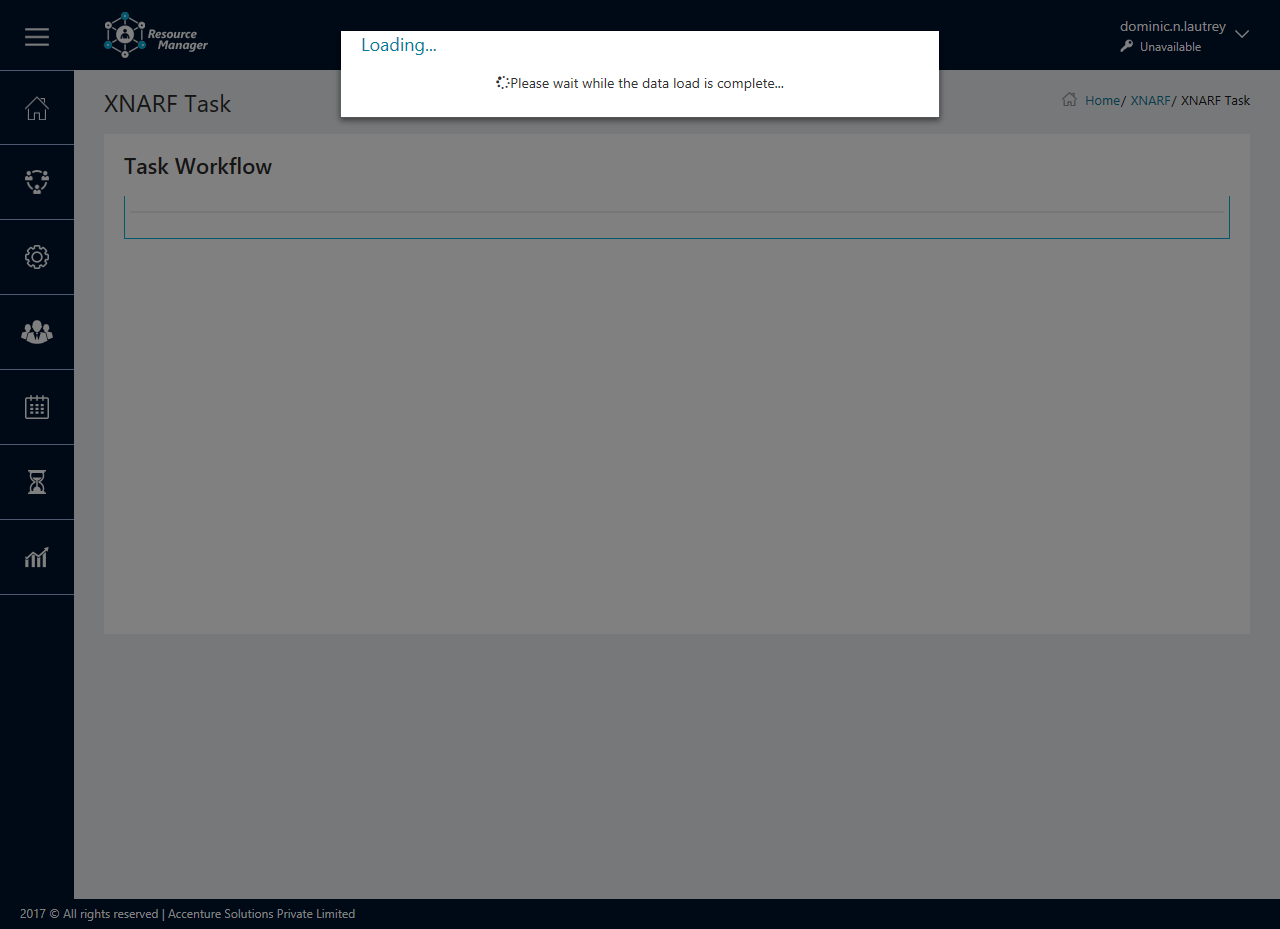 Resource
Manager
dominic.n.lautrey
Unavailable
Loading...
Please wait while the data load is complete...
XNARF Task
Home/ XNARF/ XNARF Task
Task Workflow
2017 © All rights reserved | Accenture Solutions Private Limited